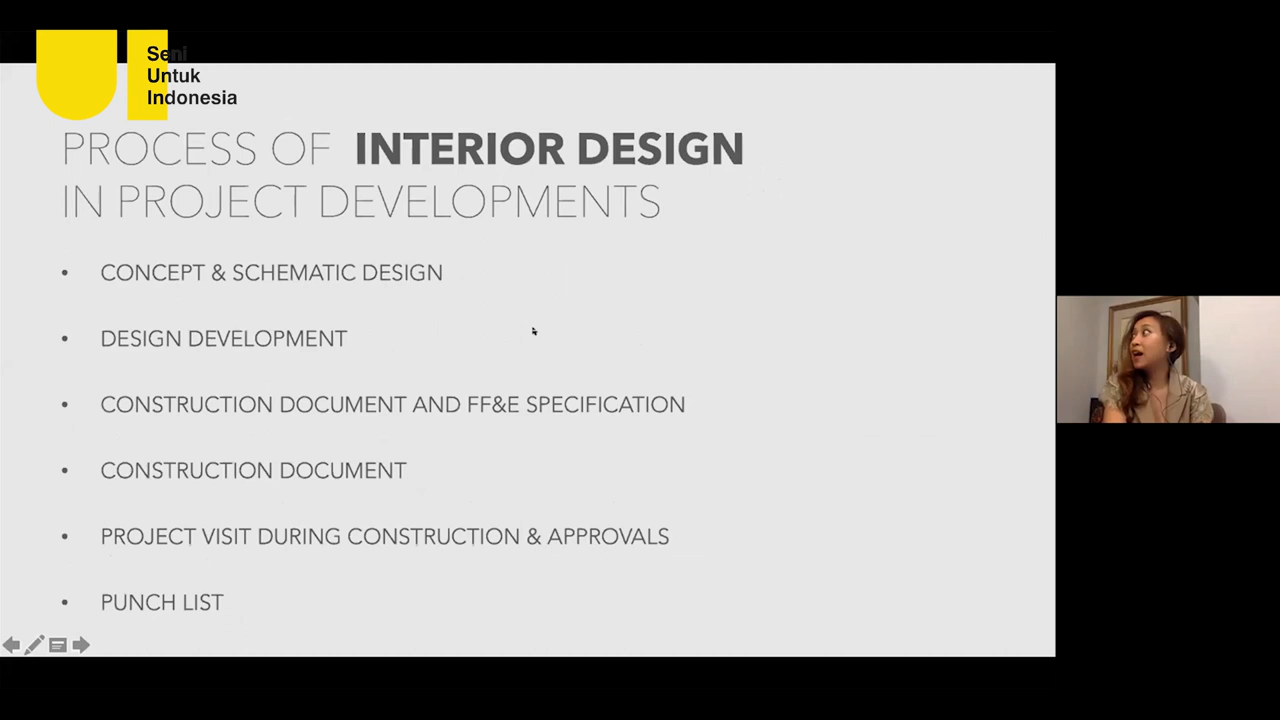 Seni
Untuk
Indonesia
PROCESS OF INTERIOR DESIGN
IN PROJECT DEVELOPMENTS
• CONCEPT & SCHEMATIC DESIGN
• DESIGN DEVELOPMENT
• CONSTRUCTION DOCUMENT AND FF&E SPECIFICATION
• CONSTRUCTION DOCUMENT
• PROJECT VISIT DURING CONSTRUCTION & APPROVALS
• PUNCH LIST